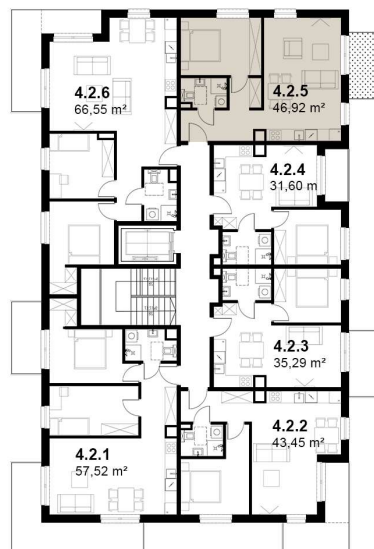 4.2.6
66,55 m²
4.2.5
46,92 m²
4.2.4
31,60 m
4.2.3
35,29 m²
4.2.2
43,45 m²
4.2.1
57,52 m²